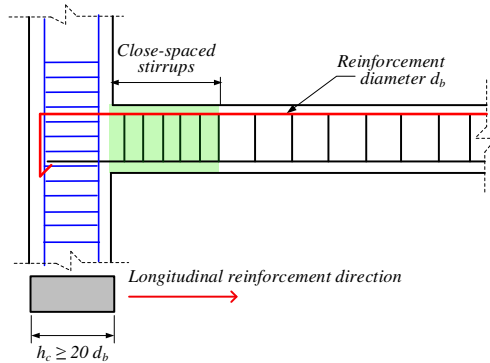 Close-spaced
stirrups
Reinforcement
diameter d_b
Longitudinal reinforcement direction
h_c ≥ 20 d_b